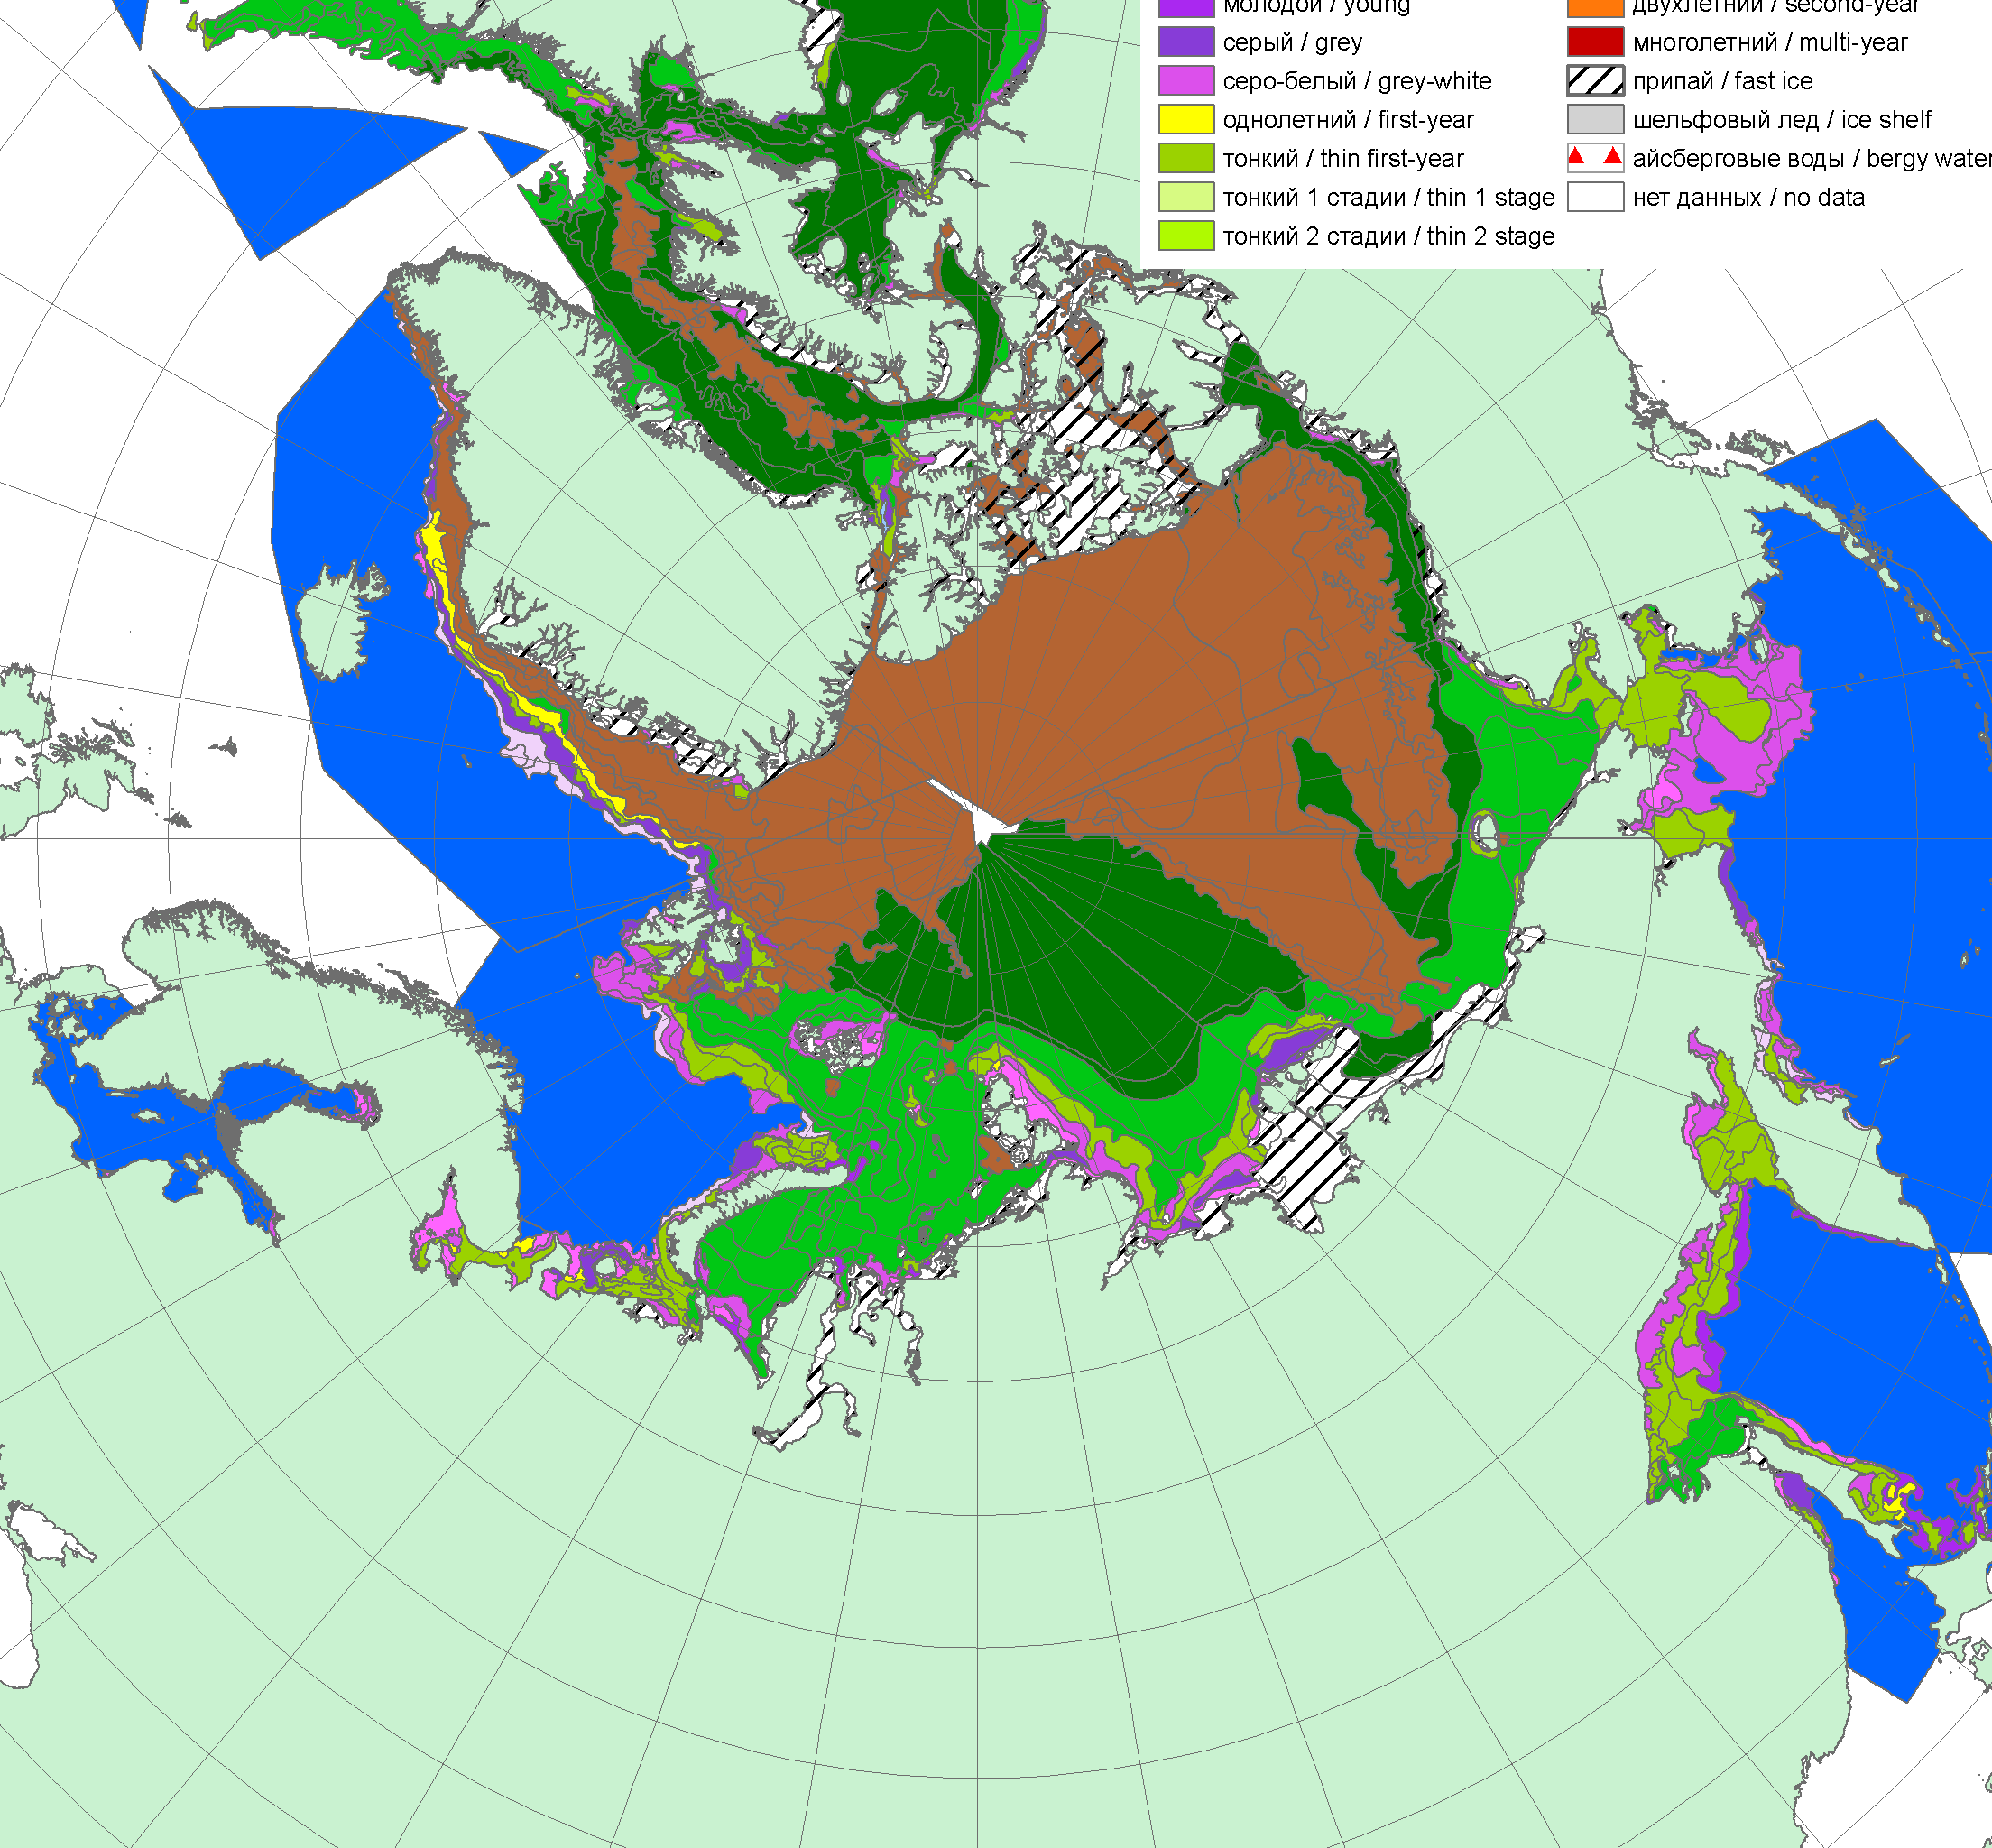 молодой / young
серый / grey
серо-белый / grey-white
однолетний / first-year
тонкий / thin first-year
тонкий 1 стадии / thin 1 stage
тонкий 2 стадии / thin 2 stage
двухлетний / second-year
многолетний / multi-year
припай / fast ice
шельфовый лед / ice shelf
айсберговые воды / bergy water
нет данных / no data